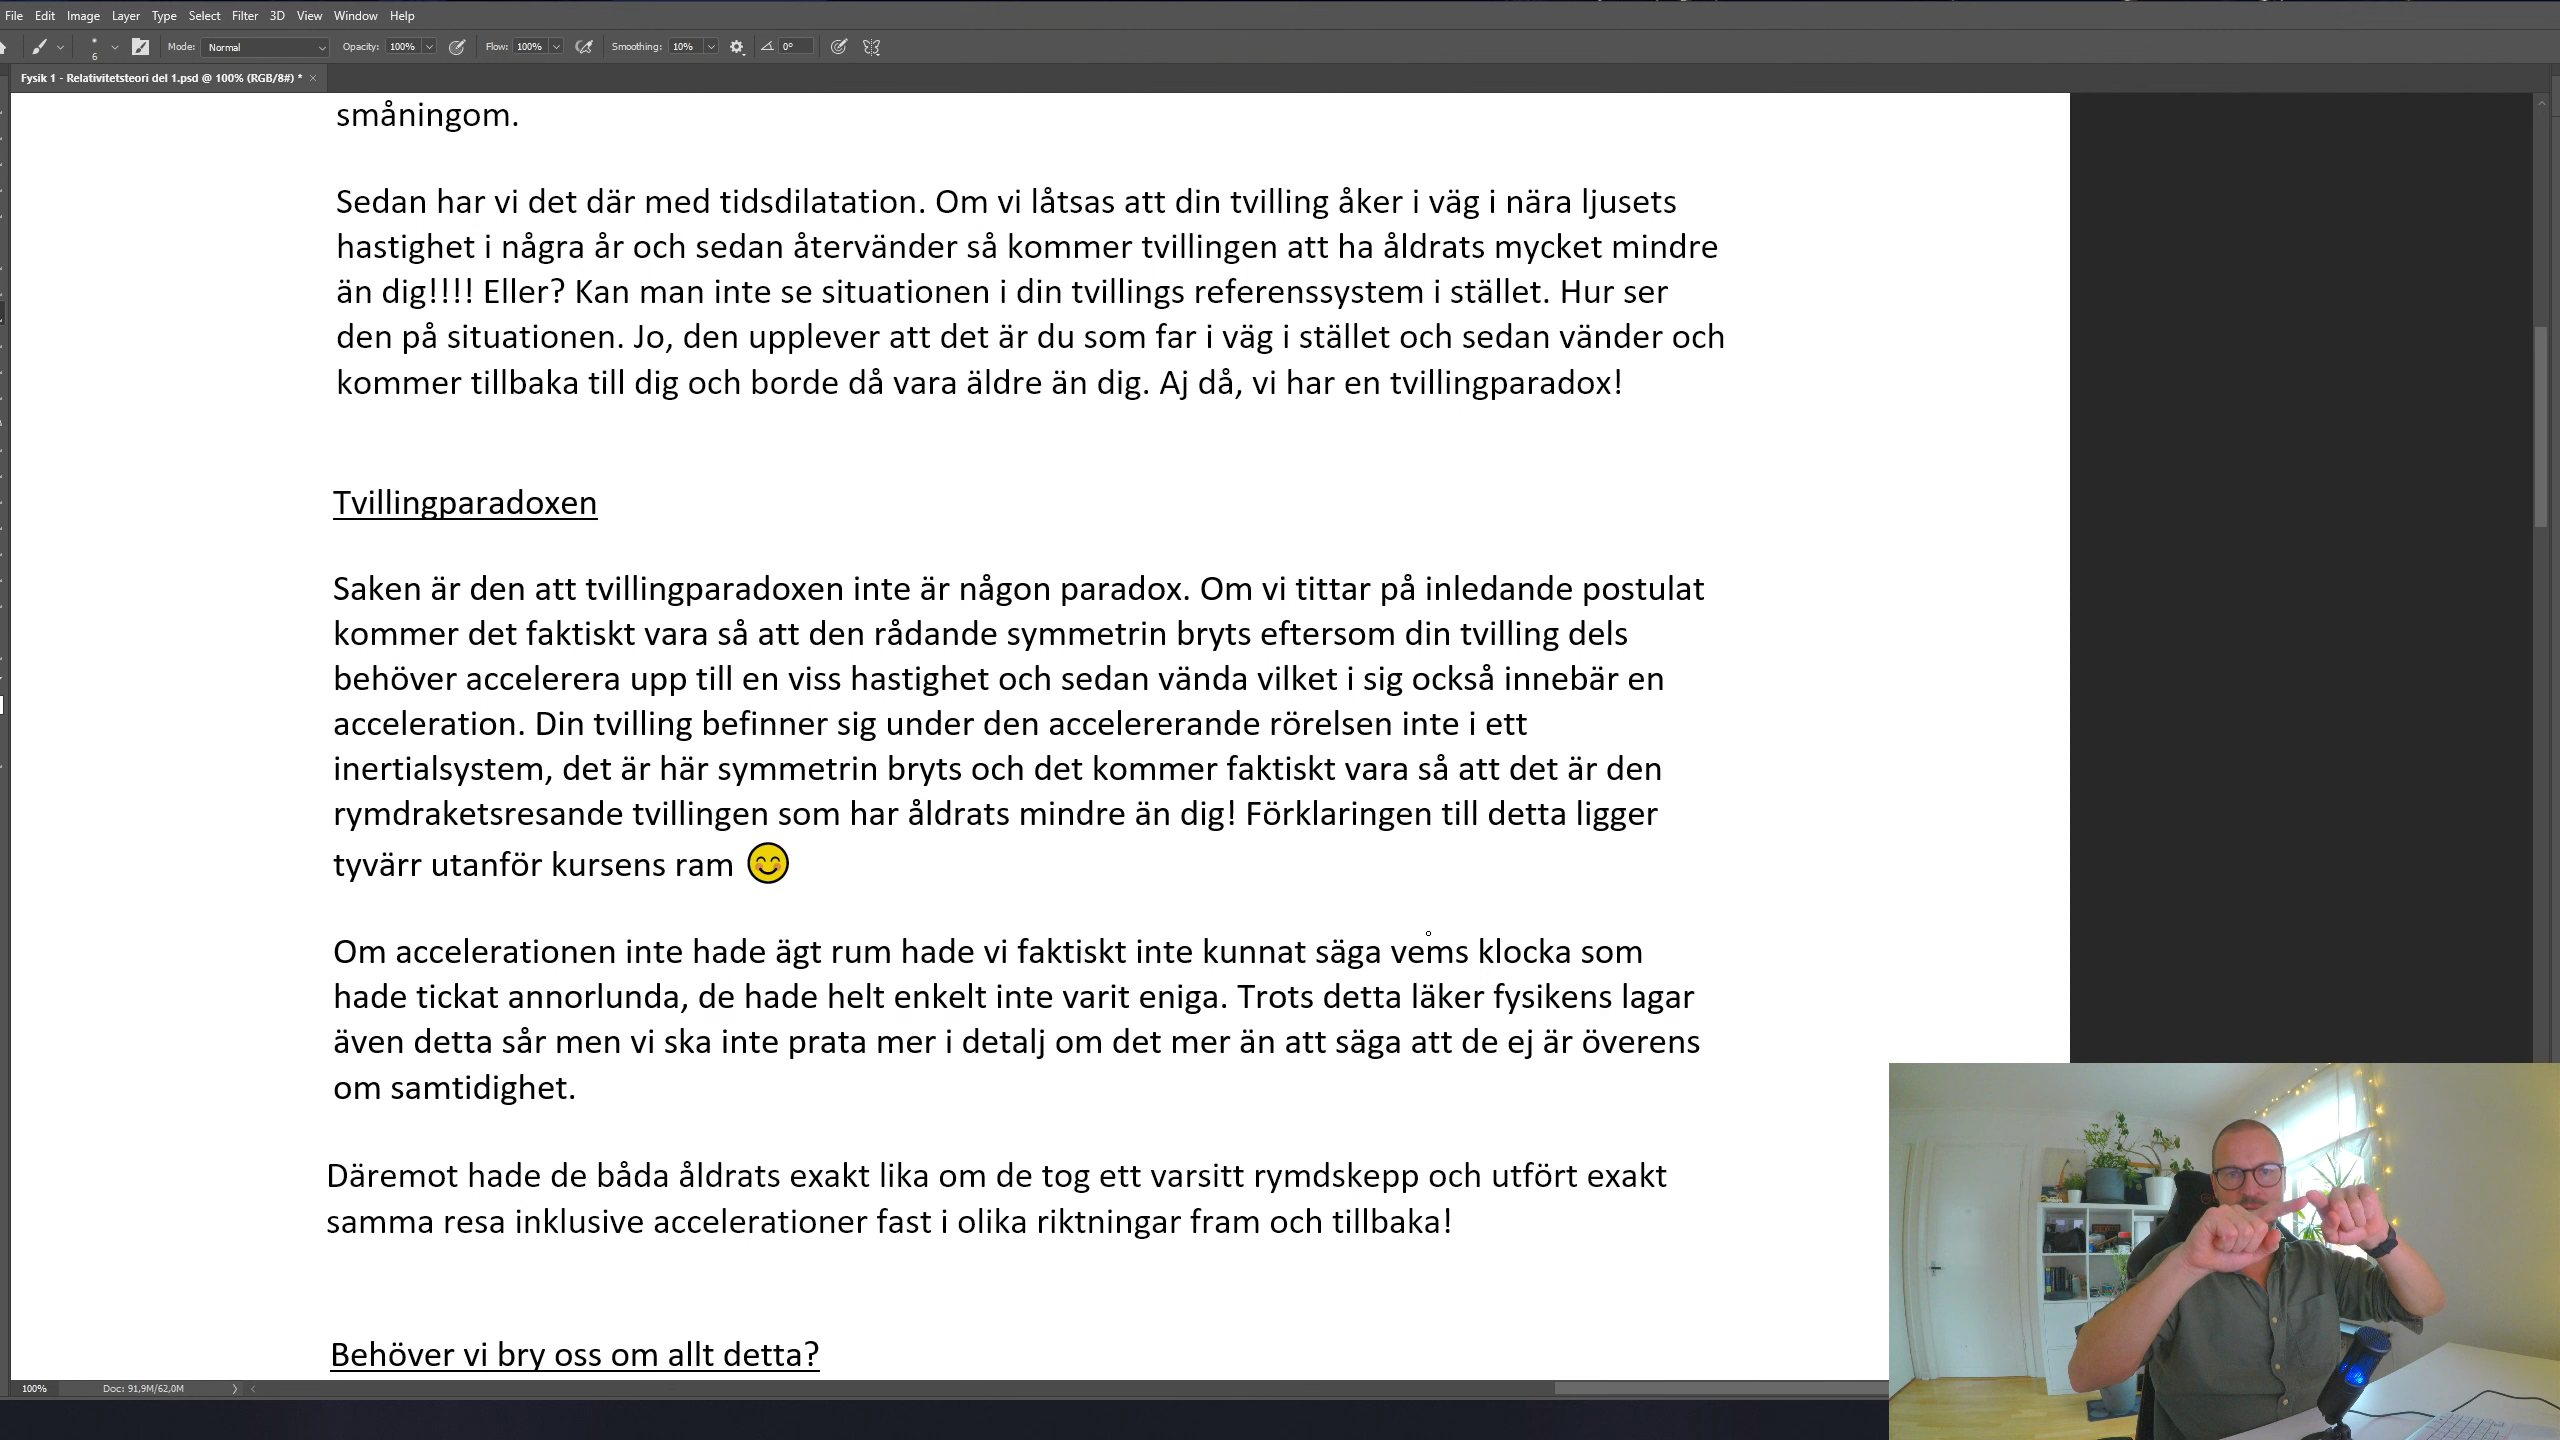 File Edit Image Layer Type Select Filter 3D View Window Help
6 Mode: Normal Opacity: 100% Flow: 100% Smoothing: 10% 0°
Fysik 1 - Relativitetsteori del 1.psd @ 100% (RGB/8#) * ×
småningom.
Sedan har vi det där med tidsdilatation. Om vi låtsas att din tvilling åker i väg i nära ljusets
hastighet i några år och sedan återvänder så kommer tvillingen att ha åldrats mycket mindre
än dig!!!! Eller? Kan man inte se situationen i din tvillings referenssystem i stället. Hur ser
den på situationen. Jo, den upplever att det är du som far i väg i stället och sedan vänder och
kommer tillbaka till dig och borde då vara äldre än dig. Aj då, vi har en tvillingparadox!
Tvillingparadoxen
Saken är den att tvillingparadoxen inte är någon paradox. Om vi tittar på inledande postulat
kommer det faktiskt vara så att den rådande symmetrin bryts eftersom din tvilling dels
behöver accelerera upp till en viss hastighet och sedan vända vilket i sig också innebär en
acceleration. Din tvilling befinner sig under den accelererande rörelsen inte i ett
inertialsystem, det är här symmetrin bryts och det kommer faktiskt vara så att det är den
rymdraketsresande tvillingen som har åldrats mindre än dig! Förklaringen till detta ligger
tyvärr utanför kursens ram 😊
Om accelerationen inte hade ägt rum hade vi faktiskt inte kunnat säga vems klocka som
hade tickat annorlunda, de hade helt enkelt inte varit eniga. Trots detta läker fysikens lagar
även detta sår men vi ska inte prata mer i detalj om det mer än att säga att de ej är överens
om samtidighet.
Däremot hade de båda åldrats exakt lika om de tog ett varsitt rymdskepp och utfört exakt
samma resa inklusive accelerationer fast i olika riktningar fram och tillbaka!
Behöver vi bry oss om allt detta?
100% Doc: 91,9M/62,0M